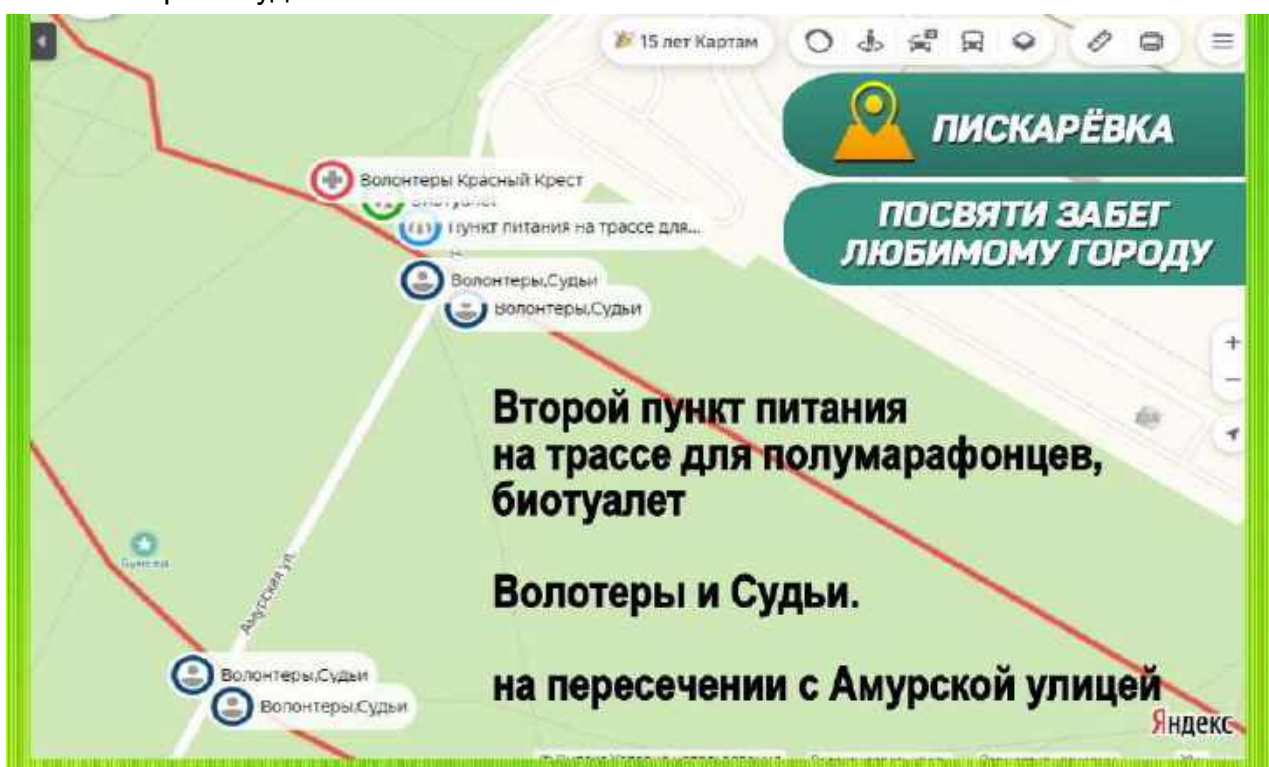 15 лет Картам
ПИСКАРЁВКА
ПОСВЯТИ ЗАБЕГ
ЛЮБИМОМУ ГОРОДУ
Волонтеры Красный Крест
Биотуалет
Пункт питания на трассе для...
Волонтеры,Судьи
Волонтеры,Судьи
Второй пункт питания
на трассе для полумарафонцев,
биотуалет
Волотеры и Судьи.
Амурская ул.
Волонтеры,Судьи
Волонтеры,Судьи
на пересечении с Амурской улицей
Яндекс